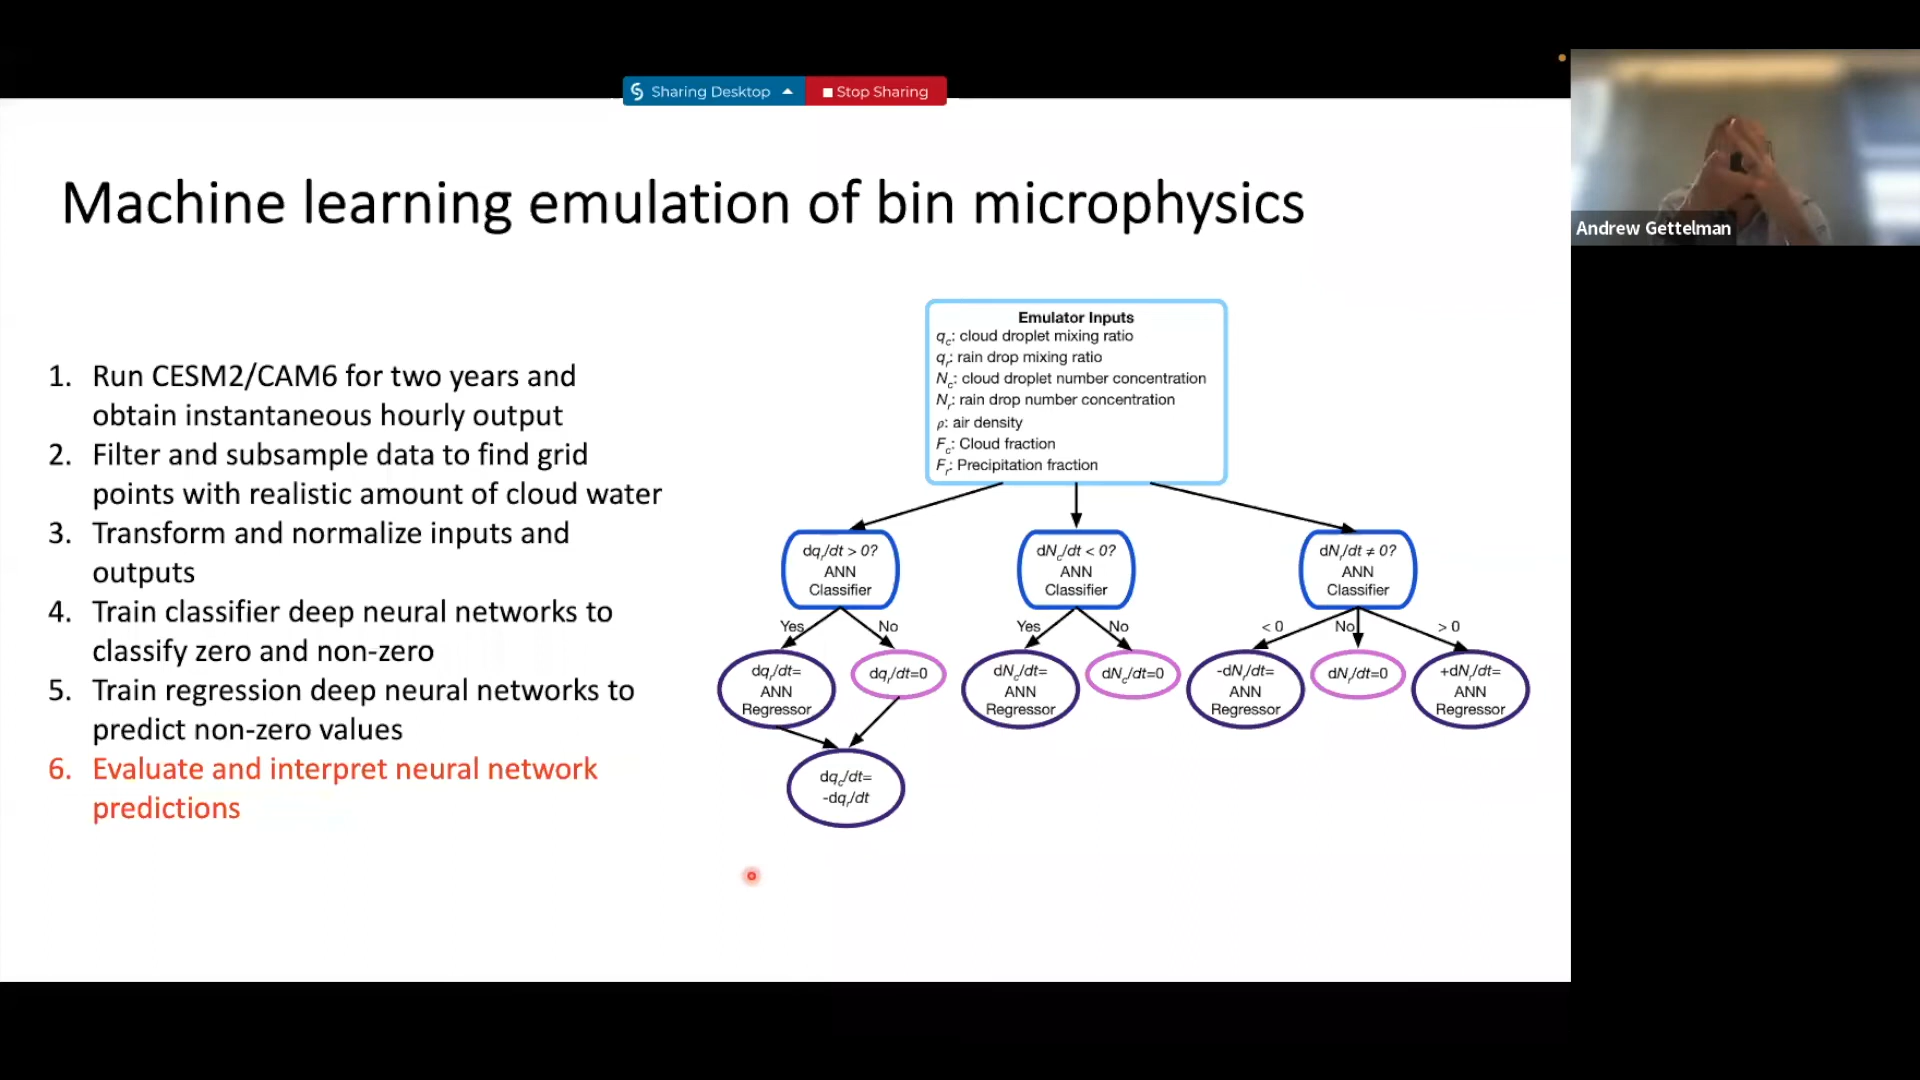 Sharing Desktop
Stop Sharing
Andrew Gettelman
Machine learning emulation of bin microphysics
1. Run CESM2/CAM6 for two years and
obtain instantaneous hourly output
2. Filter and subsample data to find grid
points with realistic amount of cloud water
3. Transform and normalize inputs and
outputs
4. Train classifier deep neural networks to
classify zero and non-zero
5. Train regression deep neural networks to
predict non-zero values
6. Evaluate and interpret neural network
predictions
Emulator Inputs
qc: cloud droplet mixing ratio
qr: rain drop mixing ratio
Nc: cloud droplet number concentration
Nr: rain drop number concentration
ρ: air density
Fc: Cloud fraction
Fr: Precipitation fraction
dqr/dt > 0?
ANN
Classifier
dNc/dt < 0?
ANN
Classifier
dNr/dt ≠ 0?
ANN
Classifier
Yes
No
Yes
No
< 0
No
> 0
dqr/dt=
ANN
Regressor
dqr/dt=0
dNc/dt=
ANN
Regressor
dNc/dt=0
-dNr/dt=
ANN
Regressor
dNr/dt=0
+dNr/dt=
ANN
Regressor
dqc/dt=
-dqr/dt